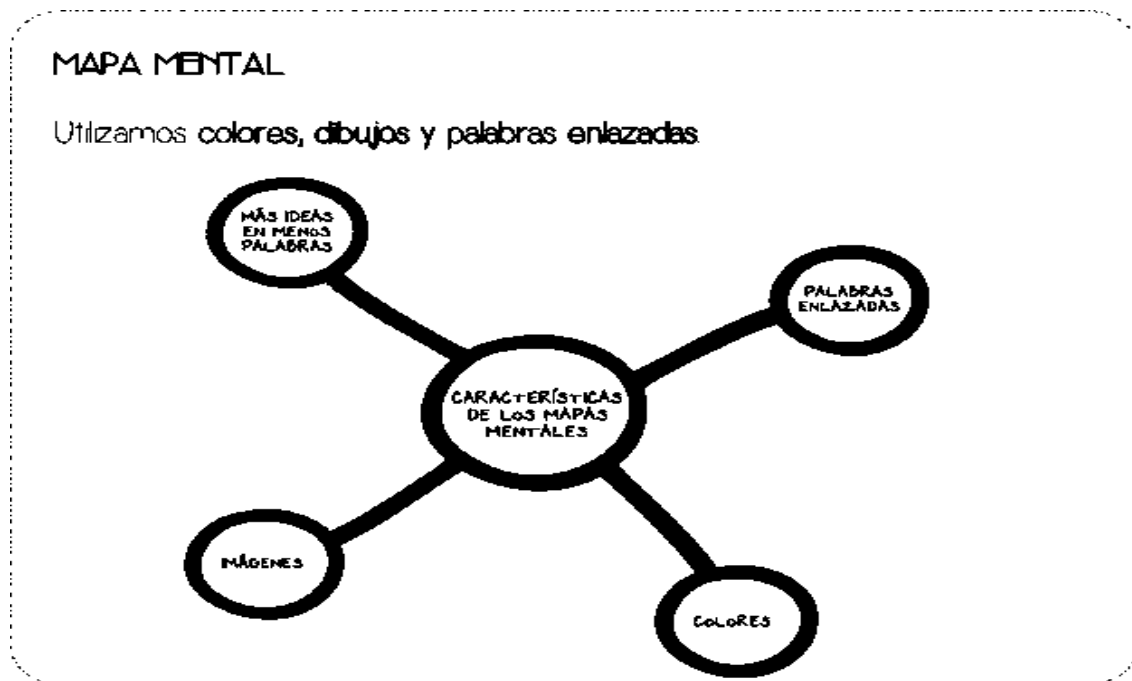 MAPA MENTAL
Utilizamos colores, dibujos y palabras enlazadas
MÁS IDEAS
EN MENOS
PALABRAS
PALABRAS
ENLAZADAS
CARACTERÍSTICAS
DE LOS MAPAS
MENTALES
IMÁGENES
COLORES